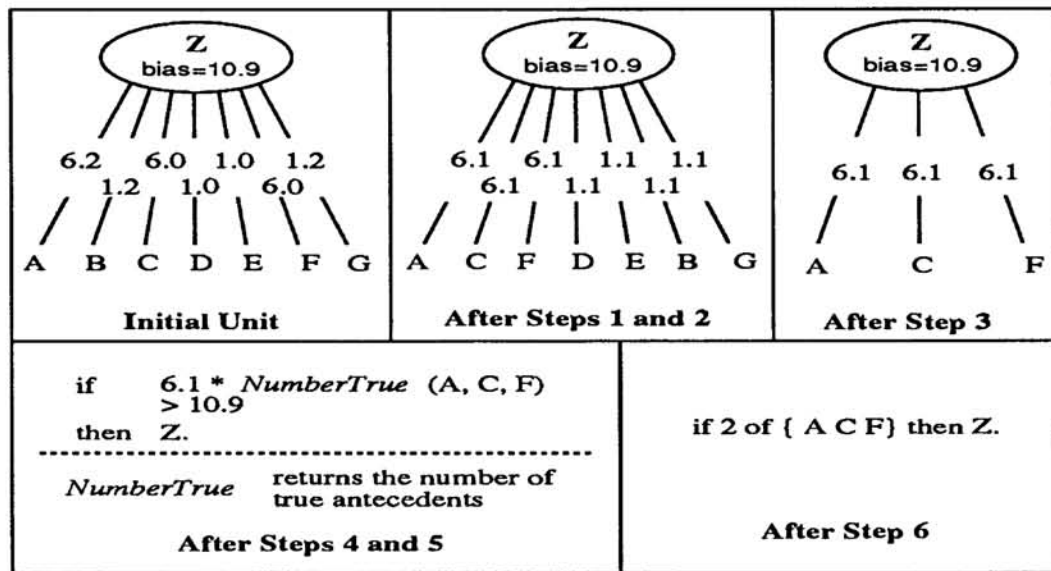 Z
bias=10.9
6.2 6.0 1.0 1.2
1.2 1.0 6.0
A B C D E F G
Initial Unit
Z
bias=10.9
6.1 6.1 1.1 1.1
6.1 1.1 1.1
A C F D E B G
After Steps 1 and 2
Z
bias=10.9
6.1 6.1 6.1
A C F
After Step 3
if 6.1 * NumberTrue (A, C, F)
> 10.9
then Z.
NumberTrue returns the number of
true antecedents
After Steps 4 and 5
if 2 of { A C F} then Z.
After Step 6